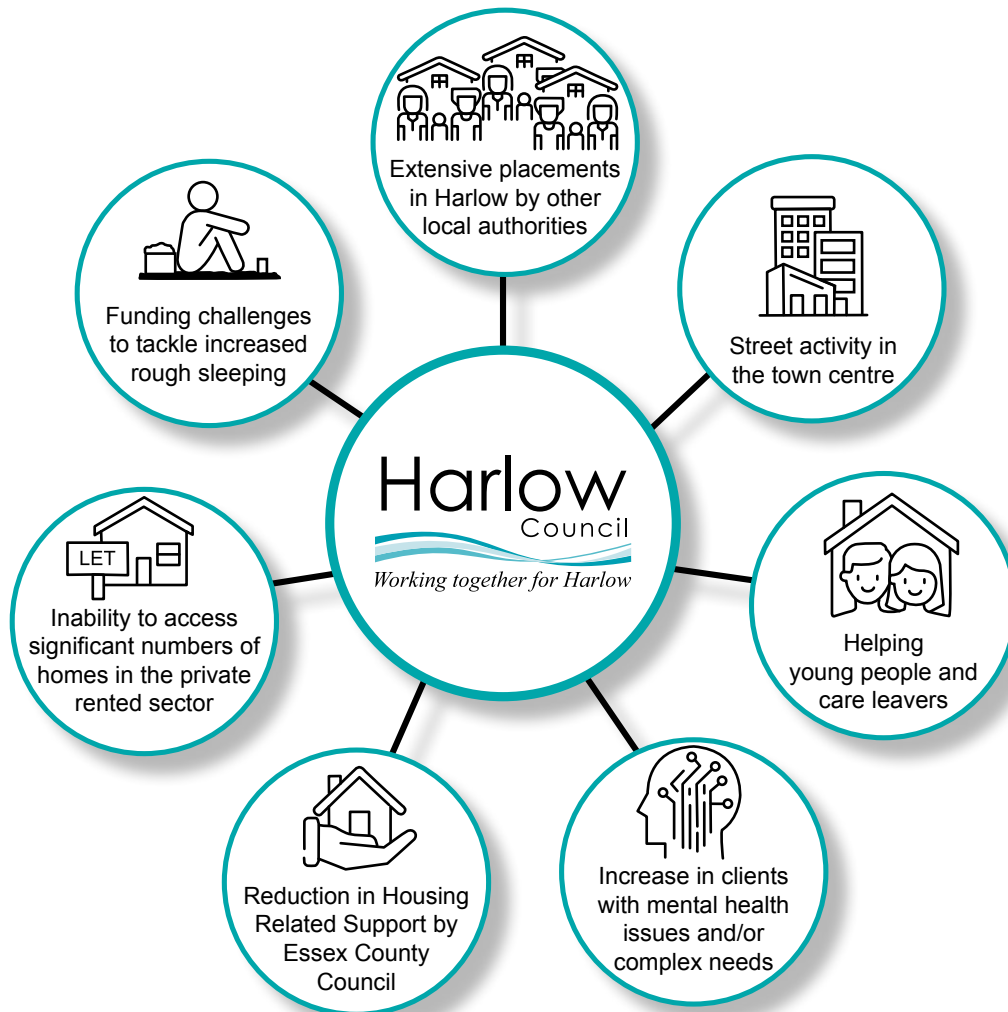 Extensive placements
in Harlow by other
local authorities
Street activity in
the town centre
Helping
young people and
care leavers
Increase in clients
with mental health
issues and/or
complex needs
Reduction in Housing
Related Support by
Essex County
Council
LET
Inability to access
significant numbers of
homes in the private
rented sector
Funding challenges
to tackle increased
rough sleeping
Harlow
Council
Working together for Harlow